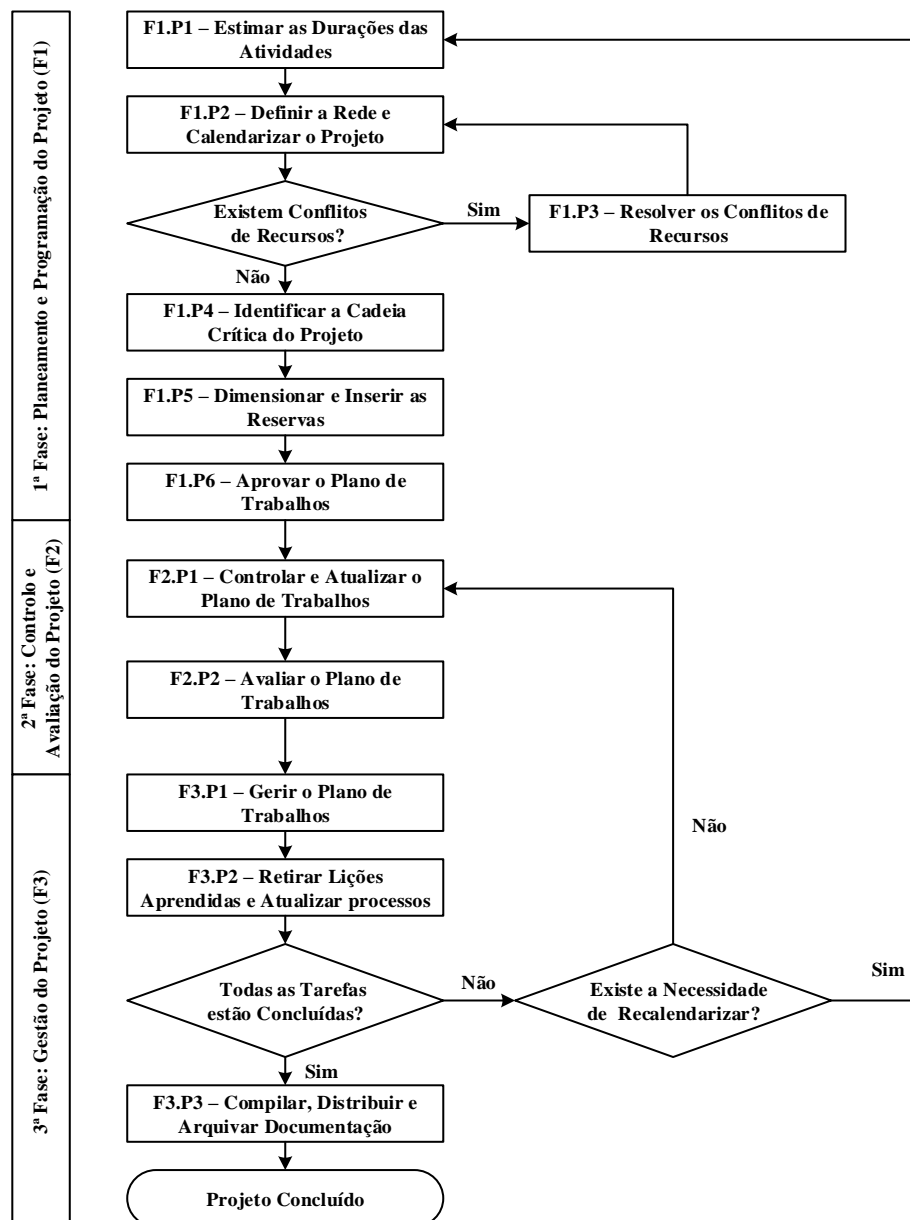 1ª Fase: Planeamento e Programação do Projeto (F1)
F1.P1 – Estimar as Durações das
Atividades
F1.P2 – Definir a Rede e
Calendarizar o Projeto
Existem Conflitos
de Recursos?
Sim
F1.P3 – Resolver os Conflitos de
Recursos
Não
F1.P4 – Identificar a Cadeia
Crítica do Projeto
F1.P5 – Dimensionar e Inserir as
Reservas
F1.P6 – Aprovar o Plano de
Trabalhos
2ª Fase: Controlo e
Avaliação do Projeto (F2)
F2.P1 – Controlar e Atualizar o
Plano de Trabalhos
F2.P2 – Avaliar o Plano de
Trabalhos
3ª Fase: Gestão do Projeto (F3)
F3.P1 – Gerir o Plano de
Trabalhos
Não
F3.P2 – Retirar Lições
Aprendidas e Atualizar processos
Todas as Tarefas
estão Concluídas?
Não
Existe a Necessidade
de Recalendarizar?
Sim
Sim
F3.P3 – Compilar, Distribuir e
Arquivar Documentação
Projeto Concluído